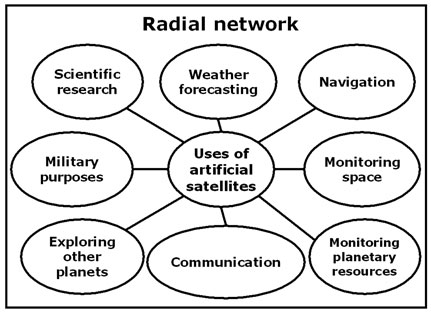 Radial network
Scientific
research
Weather
forecasting
Navigation
Military
purposes
Uses of
artificial
satellites
Monitoring
space
Exploring
other
planets
Communication
Monitoring
planetary
resources